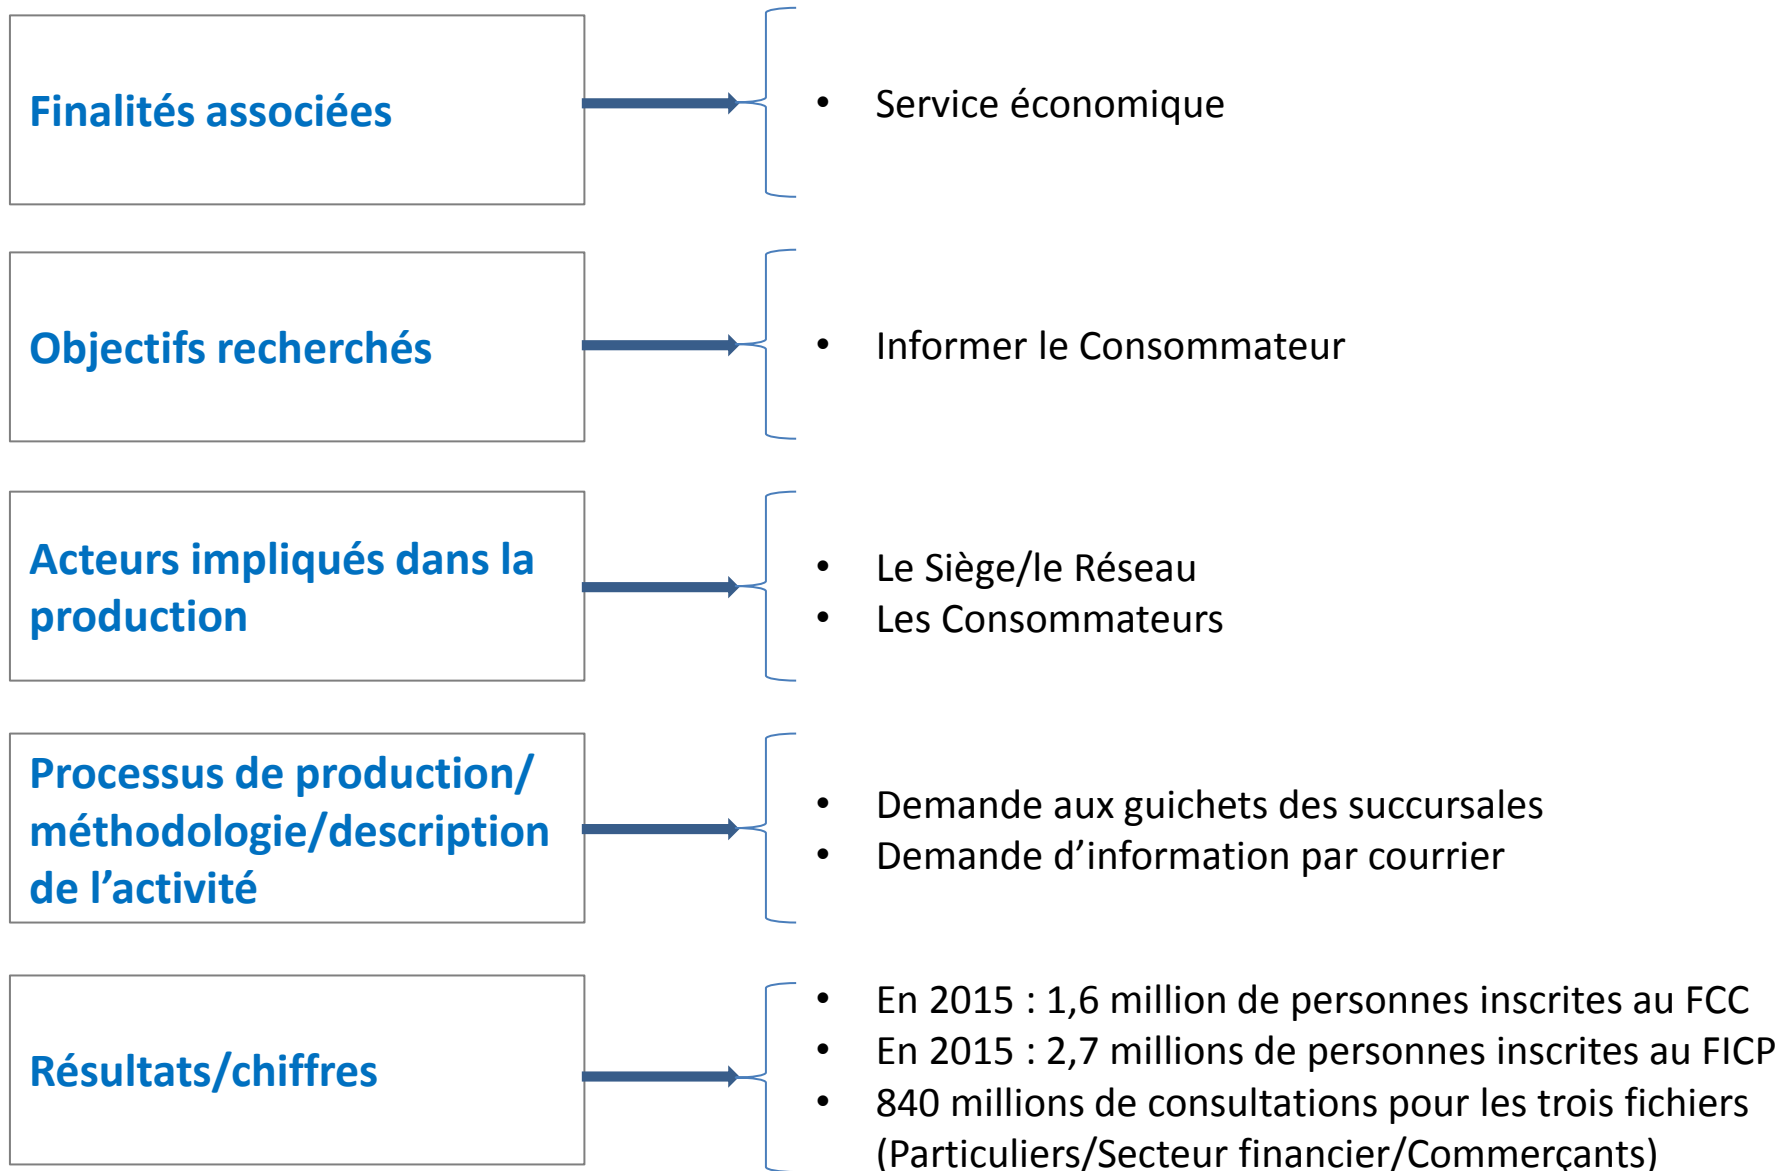 Finalités associées
• Service économique
Objectifs recherchés
• Informer le Consommateur
Acteurs impliqués dans la
production
• Le Siège/le Réseau
• Les Consommateurs
Processus de production/
méthodologie/description
de l’activité
• Demande aux guichets des succursales
• Demande d’information par courrier
Résultats/chiffres
• En 2015 : 1,6 million de personnes inscrites au FCC
• En 2015 : 2,7 millions de personnes inscrites au FICP
• 840 millions de consultations pour les trois fichiers
(Particuliers/Secteur financier/Commerçants)